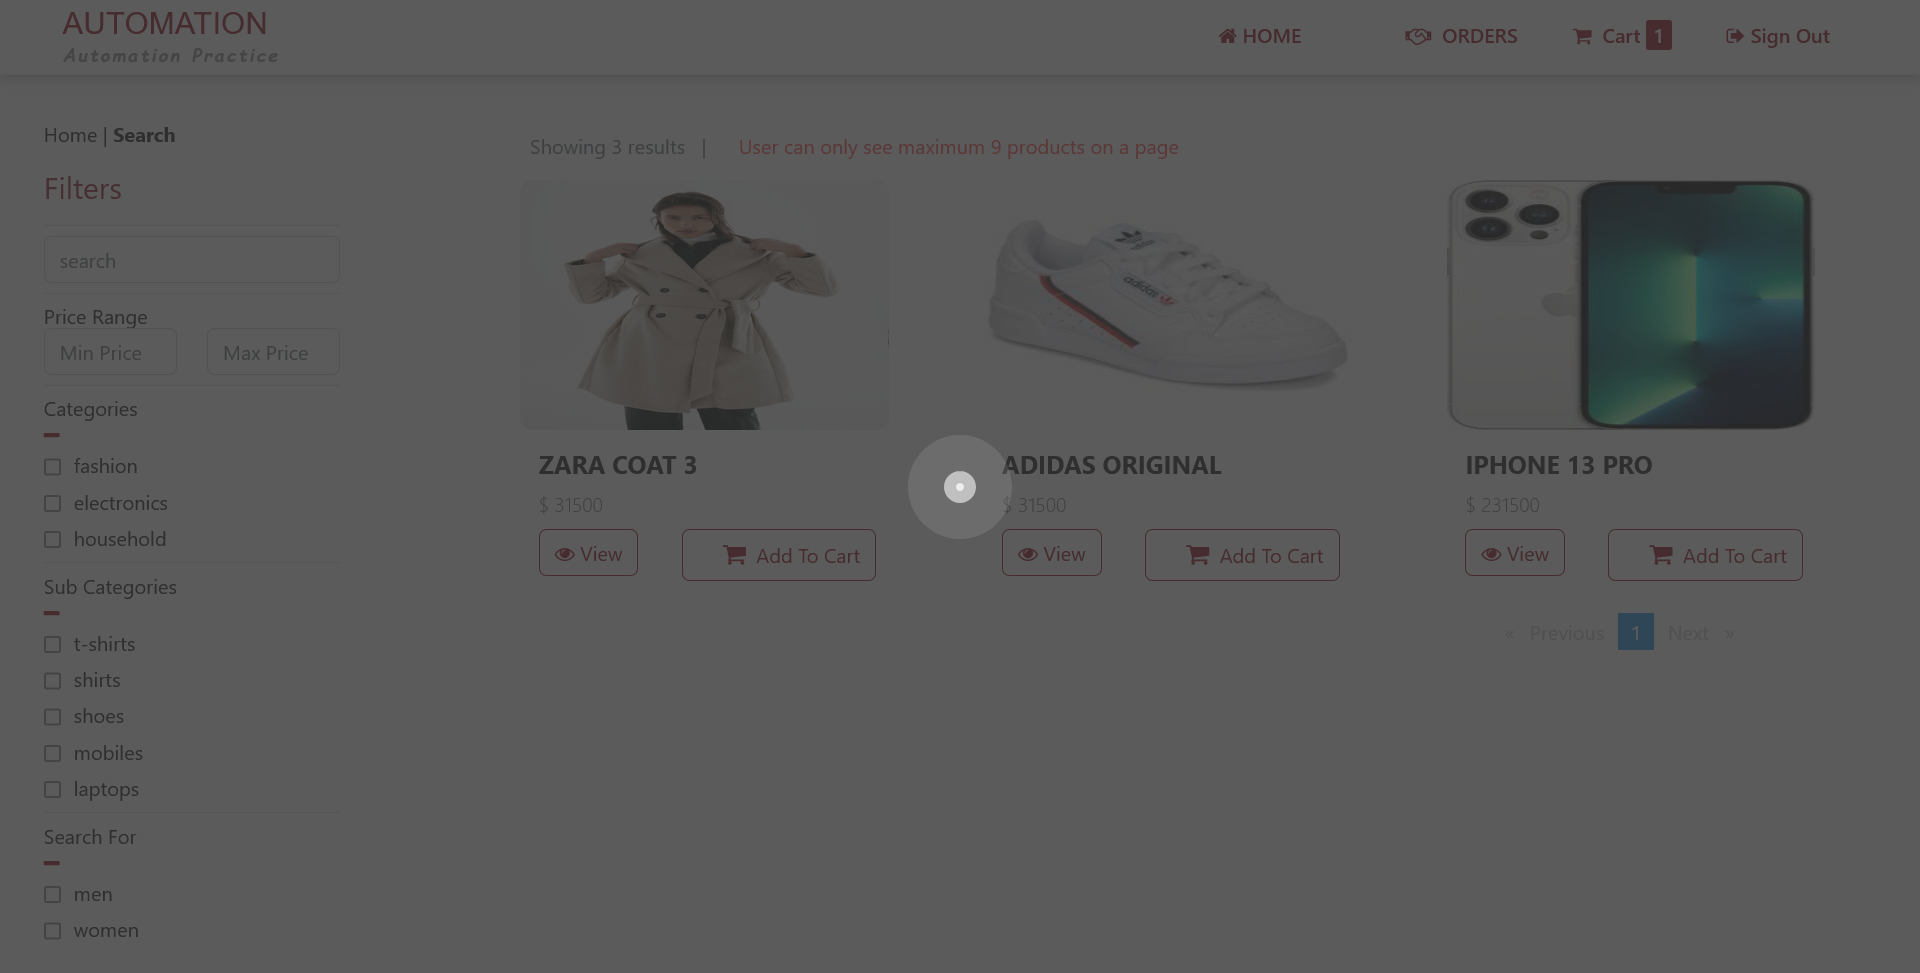 AUTOMATION
Automation Practice
HOME
ORDERS
Cart 1
Sign Out
Home | Search
Filters
search
Price Range
Min Price
Max Price
Categories
fashion
electronics
household
Sub Categories
t-shirts
shirts
shoes
mobiles
laptops
Search For
men
women
Showing 3 results |
User can only see maximum 9 products on a page
ZARA COAT 3
$ 31500
View
Add To Cart
adidas
ADIDAS ORIGINAL
$ 31500
View
Add To Cart
IPHONE 13 PRO
$ 231500
View
Add To Cart
« Previous 1 Next »